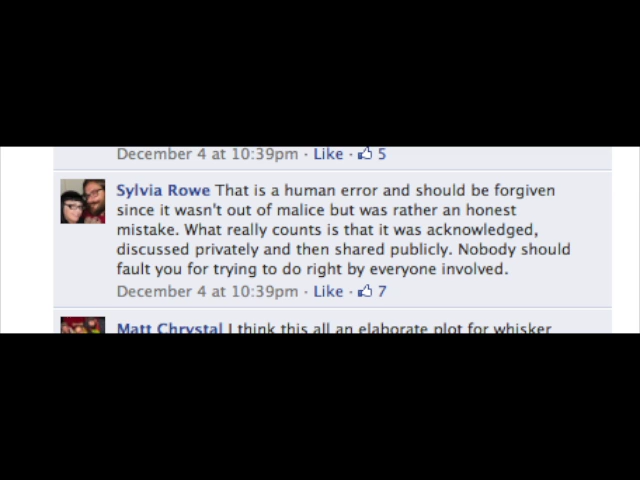 December 4 at 10:39pm · Like · 5
Sylvia Rowe That is a human error and should be forgiven
since it wasn't out of malice but was rather an honest
mistake. What really counts is that it was acknowledged,
discussed privately and then shared publicly. Nobody should
fault you for trying to do right by everyone involved.
December 4 at 10:39pm · Like · 7
Matt Chrystal I think this all an elaborate plot for whisker